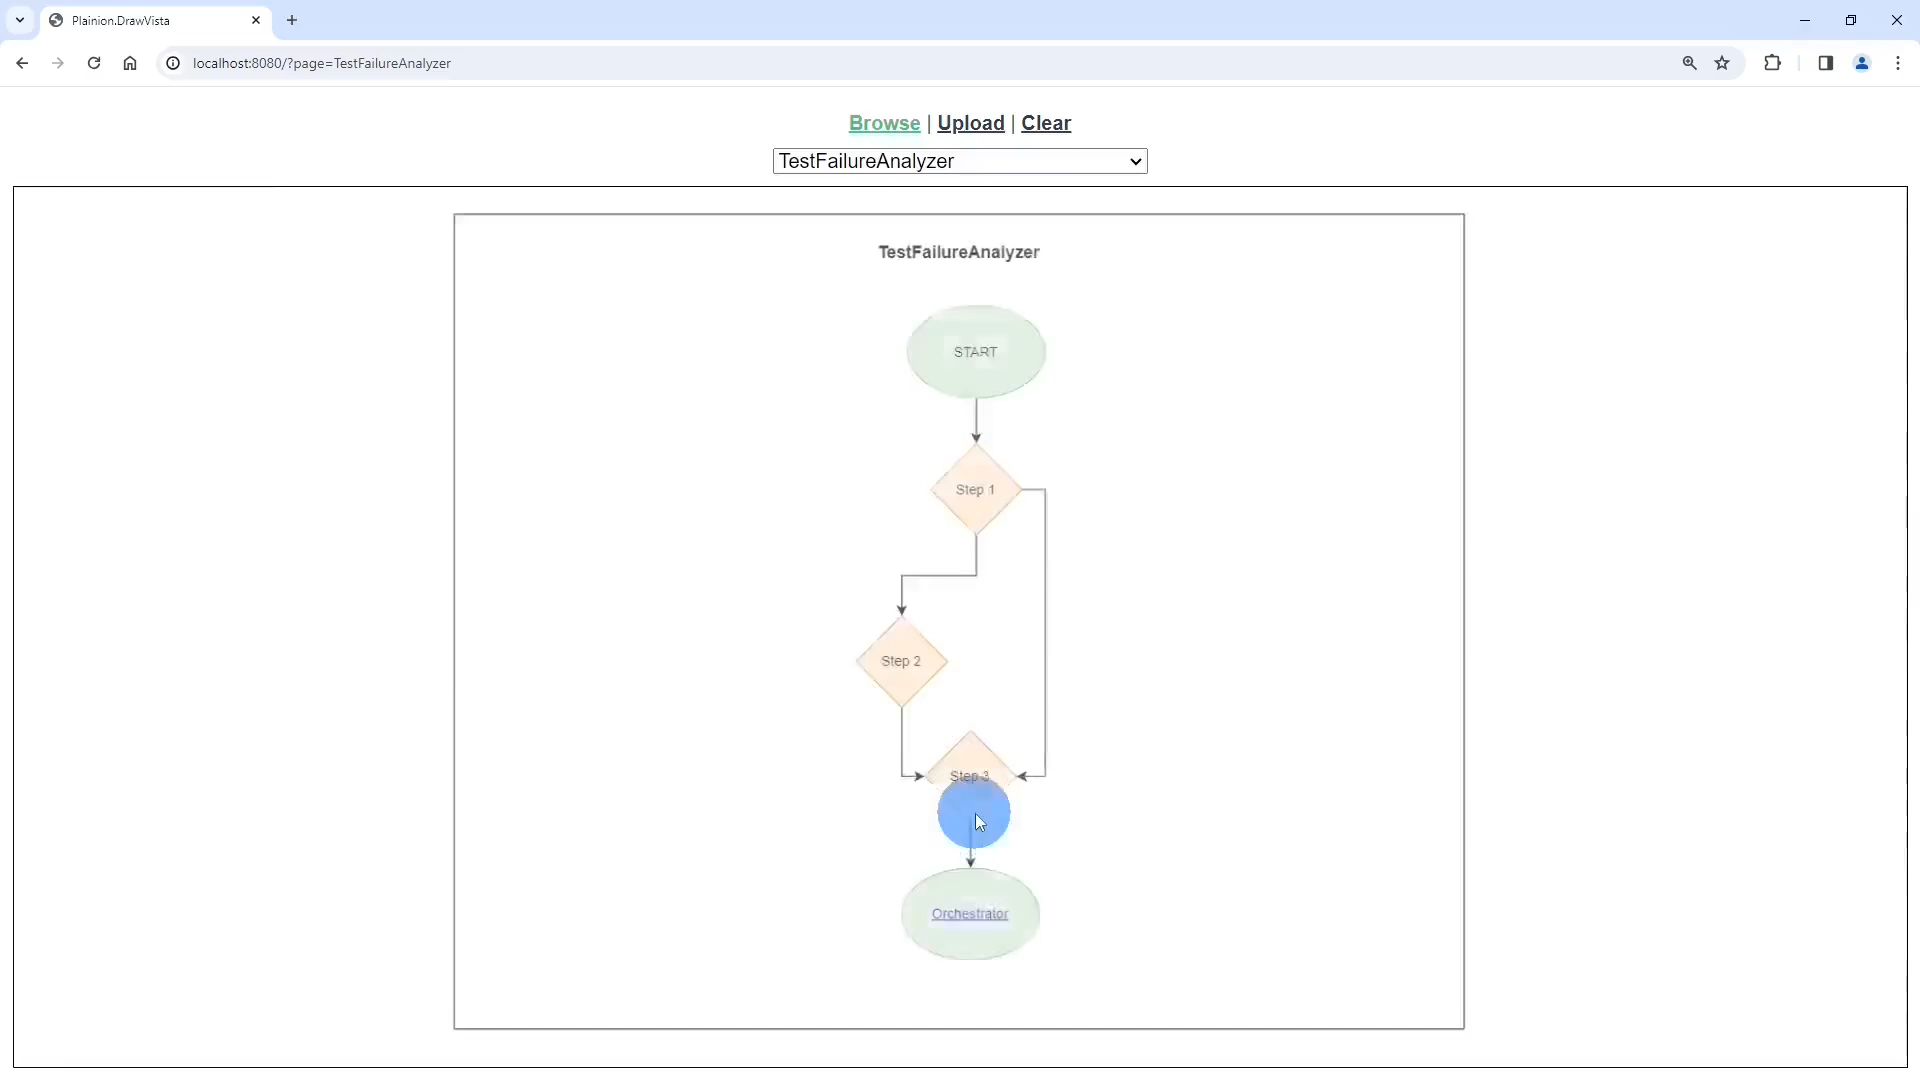 Plainion.DrawVista
localhost:8080/?page=TestFailureAnalyzer
Browse | Upload | Clear
TestFailureAnalyzer
TestFailureAnalyzer
START
Step 1
Step 2
Step 3
Orchestrator